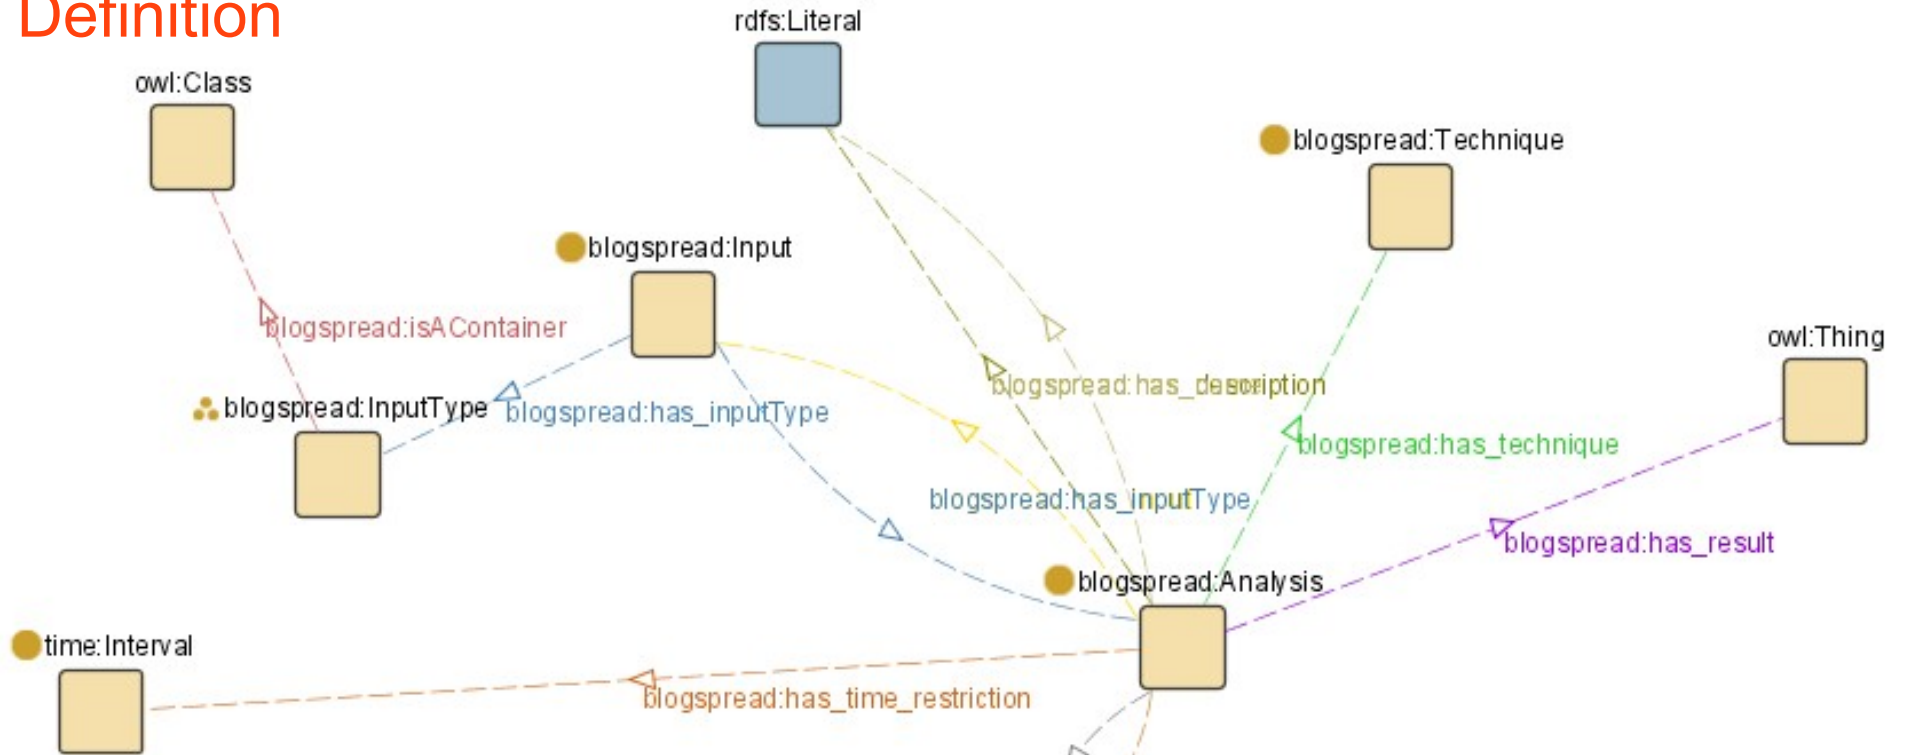 Definition
rdfs:Literal
owl:Class
blogspread:Technique
blogspread:Input
blogspread:isAContainer
owl:Thing
blogspread:has_description
blogspread:InputType
blogspread:has_inputType
blogspread:has_technique
blogspread:has_inputType
blogspread:has_result
blogspread:Analysis
time:Interval
blogspread:has_time_restriction